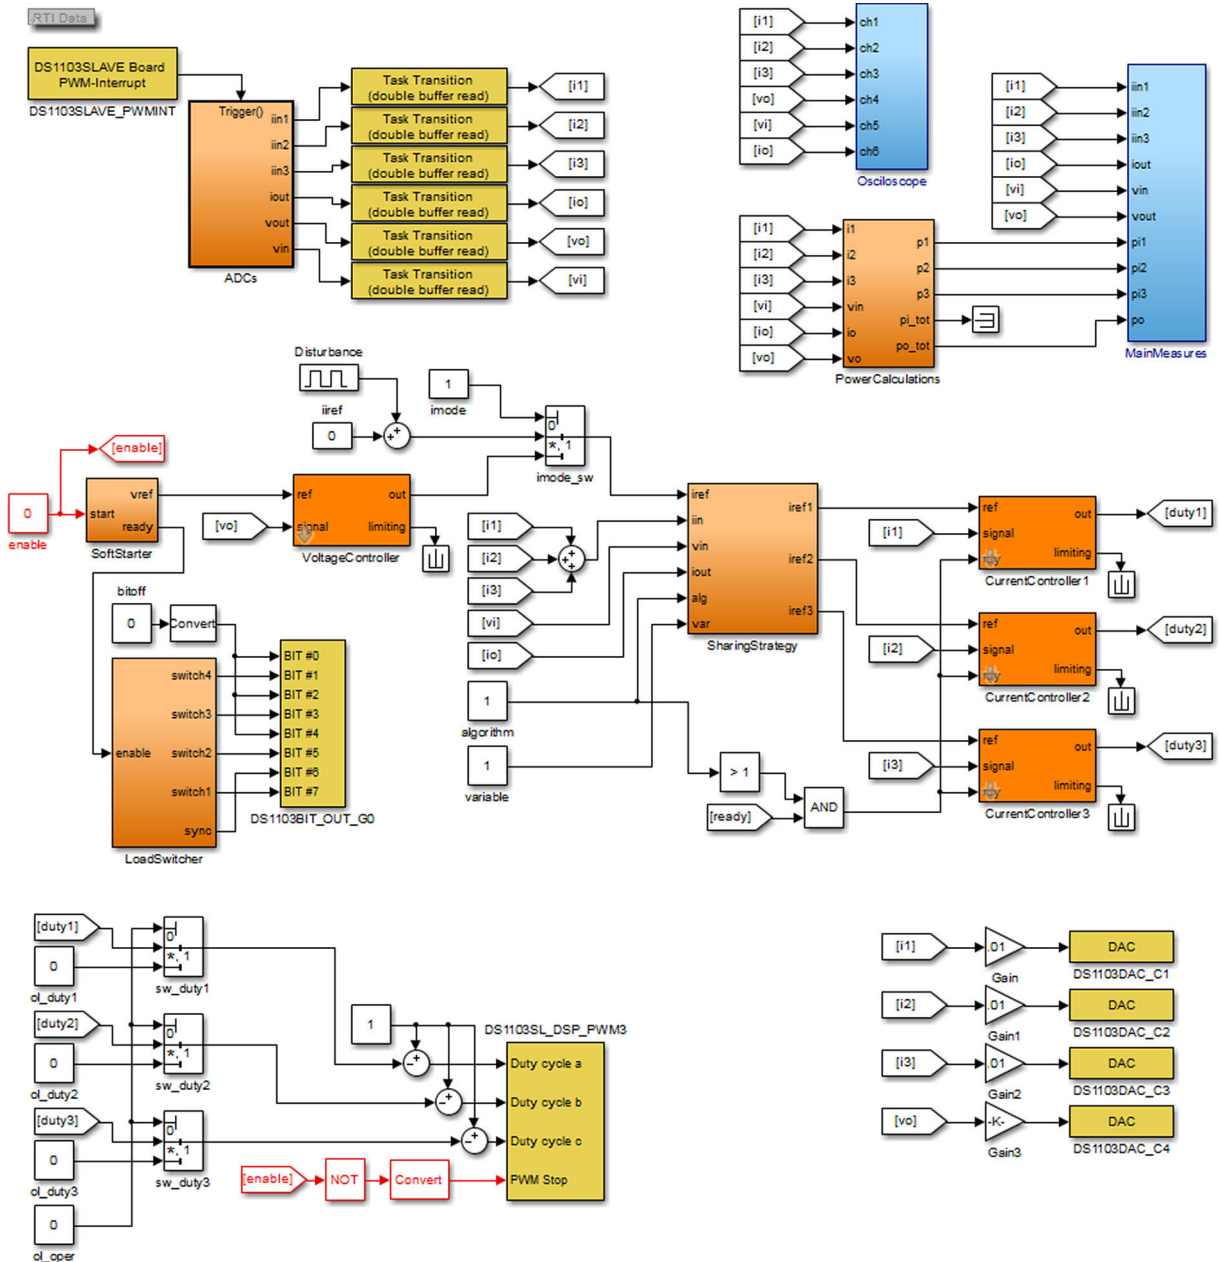 RTI Data
DS1103SLAVE Board
PWM-Interrupt
DS1103SLAVE_PWMINT
Trigger()
iin1
iin2
iin3
iout
vout
vin
ADCs
Task Transition
(double buffer read)
Task Transition
(double buffer read)
Task Transition
(double buffer read)
Task Transition
(double buffer read)
Task Transition
(double buffer read)
Task Transition
(double buffer read)
[i1]
[i2]
[i3]
[io]
[vo]
[vi]
[i1]
[i2]
[i3]
[vo]
[vi]
[io]
ch1
ch2
ch3
ch4
ch5
ch6
Osciloscope
[i1]
[i2]
[i3]
[io]
[vi]
[vo]
iin1
iin2
iin3
iout
vin
vout
pi1
pi2
pi3
po
MainMeasures
[i1]
[i2]
[i3]
[vi]
[io]
[vo]
i1
i2
i3
vin
io
vo
p1
p2
p3
pi_tot
po_tot
PowerCalculations
Disturbance
iiref
0
++
1
imode
0
*, 1
imode_sw
[enable]
0
enable
start
vref
ready
SoftStarter
[vo]
ref
signal
out
limiting
VoltageController
[i1]
[i2]
[i3]
[vi]
[io]
+
+
+
iref
iin
vin
iout
alg
var
iref1
iref2
iref3
SharingStrategy
1
algorithm
1
variable
> 1
[ready]
AND
[i1]
ref
signal
rdy
out
limiting
CurrentController1
[duty1]
[i2]
ref
signal
rdy
out
limiting
CurrentController2
[duty2]
[i3]
ref
signal
rdy
out
limiting
CurrentController3
[duty3]
bitoff
0
Convert
enable
switch4
switch3
switch2
switch1
sync
LoadSwitcher
BIT #0
BIT #1
BIT #2
BIT #3
BIT #4
BIT #5
BIT #6
BIT #7
DS1103BIT_OUT_G0
[duty1]
0
ol_duty1
0
*, 1
sw_duty1
[duty2]
0
ol_duty2
0
*, 1
sw_duty2
[duty3]
0
ol_duty3
0
*, 1
sw_duty3
0
ol_oper
1
-+
-+
-+
DS1103SL_DSP_PWM3
Duty cycle a
Duty cycle b
Duty cycle c
PWM Stop
[enable]
NOT
Convert
[i1]
.01
Gain
DAC
DS1103DAC_C1
[i2]
.01
Gain1
DAC
DS1103DAC_C2
[i3]
.01
Gain2
DAC
DS1103DAC_C3
[vo]
-K-
Gain3
DAC
DS1103DAC_C4